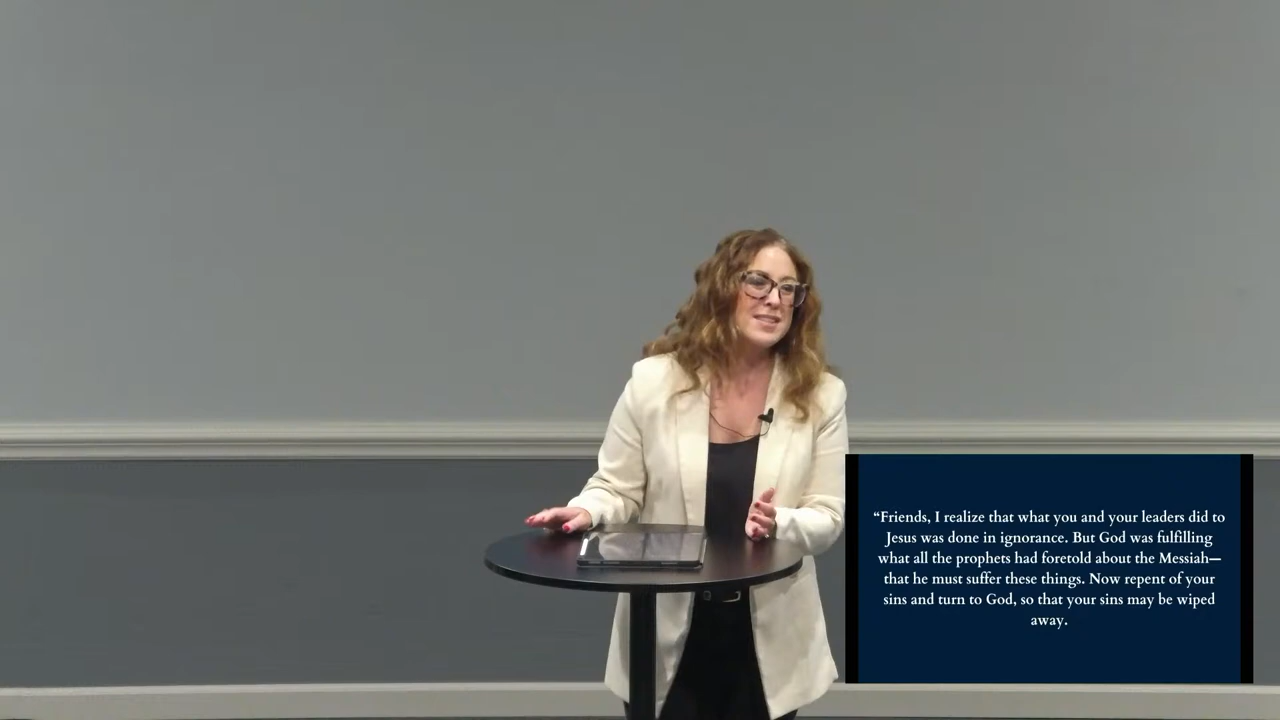 “Friends, I realize that what you and your leaders did to
Jesus was done in ignorance. But God was fulfilling
what all the prophets had foretold about the Messiah—
that he must suffer these things. Now repent of your
sins and turn to God, so that your sins may be wiped
away.